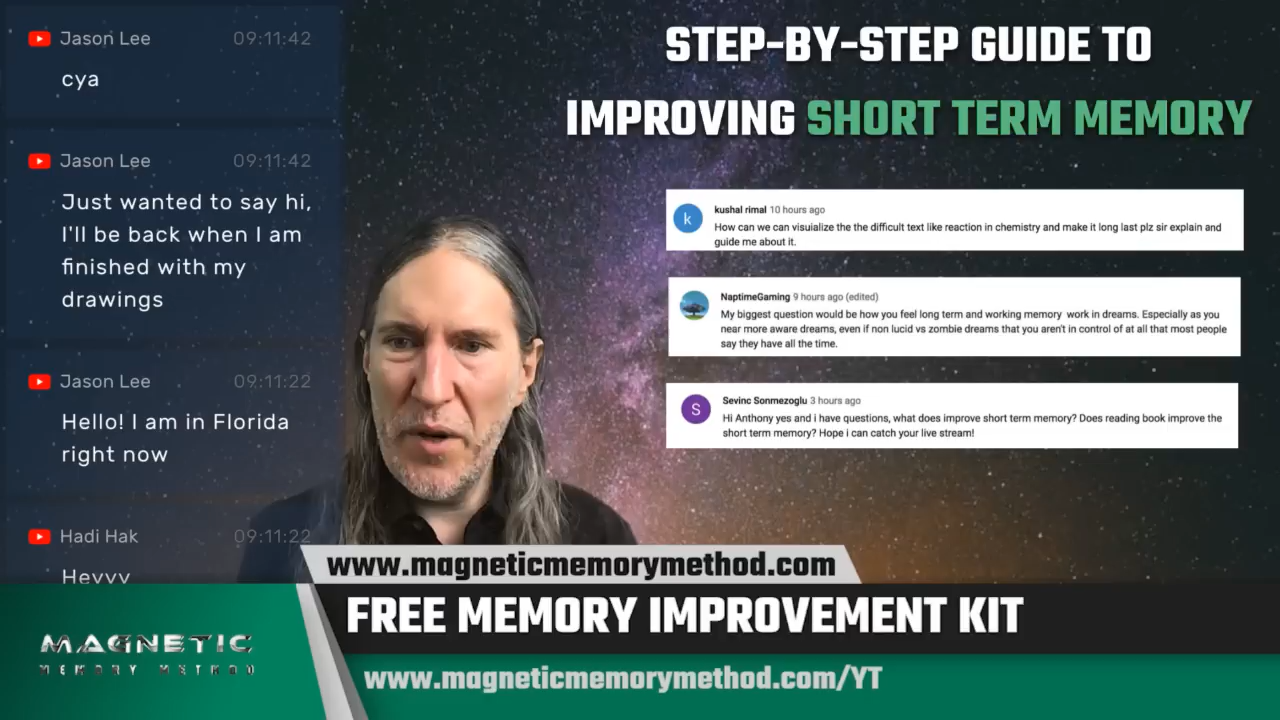 Jason Lee 09:11:42
cya
Jason Lee 09:11:42
Just wanted to say hi,
I'll be back when I am
finished with my
drawings
Jason Lee 09:11:22
Hello! I am in Florida
right now
Hadi Hak 09:11:22
Heyyy
STEP-BY-STEP GUIDE TO
IMPROVING SHORT TERM MEMORY
k
kushal rimal 10 hours ago
How can we can visuialize the the difficult text like reaction in chemistry and make it long last plz sir explain and
guide me about it.
NaptimeGaming 9 hours ago (edited)
My biggest question would be how you feel long term and working memory work in dreams. Especially as you
near more aware dreams, even if non lucid vs zombie dreams that you aren't in control of at all that most people
say they have all the time.
S
Sevinc Sonmezoglu 3 hours ago
Hi Anthony yes and i have questions, what does improve short term memory? Does reading book improve the
short term memory? Hope i can catch your live stream!
www.magneticmemorymethod.com
FREE MEMORY IMPROVEMENT KIT
www.magneticmemorymethod.com/YT
MAGNETIC
MEMORY METHOD